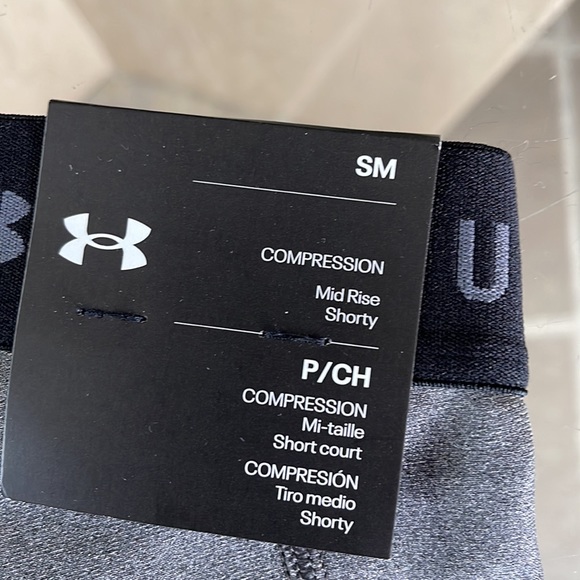 SM
COMPRESSION
Mid Rise
Shorty
P/CH
COMPRESSION
Mi-taille
Short court
COMPRESIÓN
Tiro medio
Shorty
U